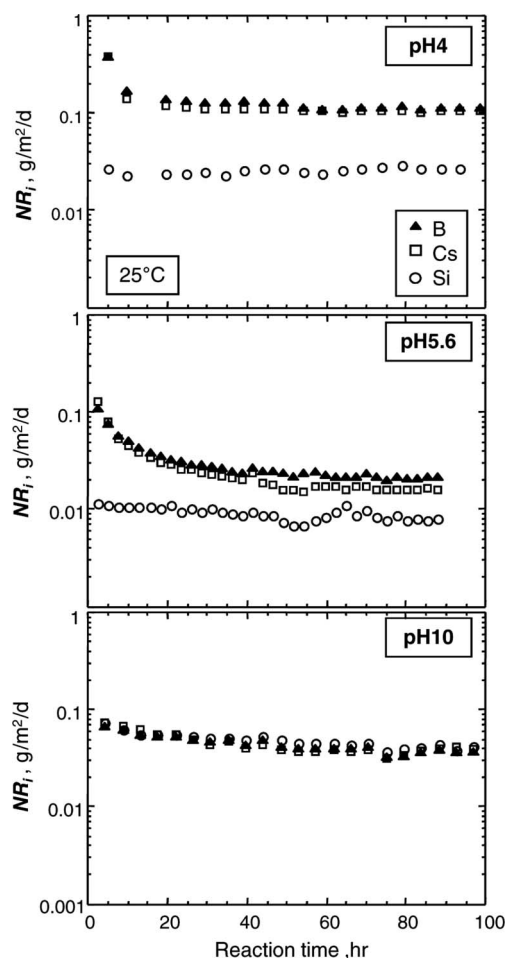 1
pH4
NRi, g/m²/d
0.1
0.01
B
Cs
Si
25°C
1
pH5.6
NRi, g/m²/d
0.1
0.01
1
pH10
NRi, g/m²/d
0.1
0.01
0.001
0 20 40 60 80 100
Reaction time ,hr